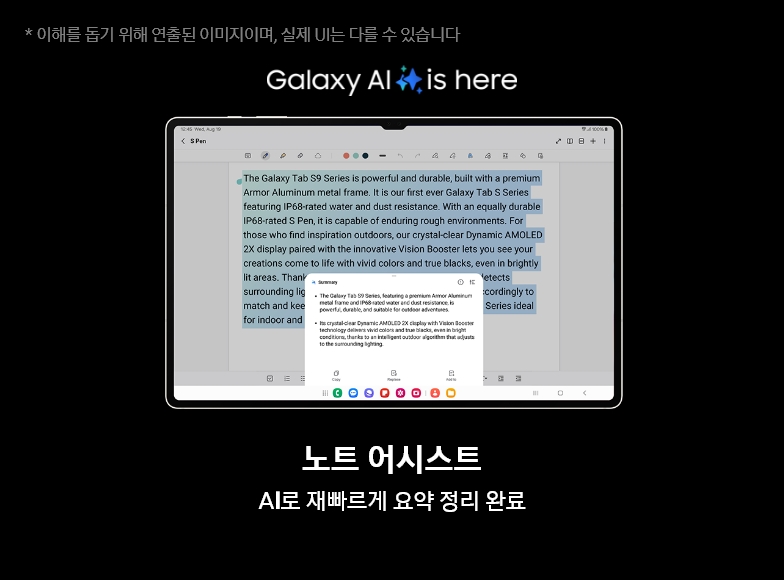 * 이해를 돕기 위해 연출된 이미지이며, 실제 UI는 다를 수 있습니다
Galaxy AI is here
12:45 Wed, Aug 19
100%
S Pen
The Galaxy Tab S9 Series is powerful and durable, built with a premium
Armor Aluminum metal frame. It is our first ever Galaxy Tab S Series
featuring IP68-rated water and dust resistance. With an equally durable
IP68-rated S Pen, it is capable of enduring rough environments. For
those who find inspiration outdoors, our crystal-clear Dynamic AMOLED
2X display paired with the innovative Vision Booster lets you see your
creations come to life with vivid colors and true blacks, even in brightly
lit areas. Thank detects
surrounding lig ccordingly to
match and kee Series ideal
for indoor and
Summary
• The Galaxy Tab S9 Series, featuring a premium Armor Aluminum
metal frame and IP68-rated water and dust resistance, is
powerful, durable, and suitable for outdoor adventures.
• Its crystal-clear Dynamic AMOLED 2X display with Vision Booster
technology delivers vivid colors and true blacks, even in bright
conditions, thanks to an intelligent outdoor algorithm that adjusts
to the surrounding lighting.
Copy Replace Add to
노트 어시스트
AI로 재빠르게 요약 정리 완료